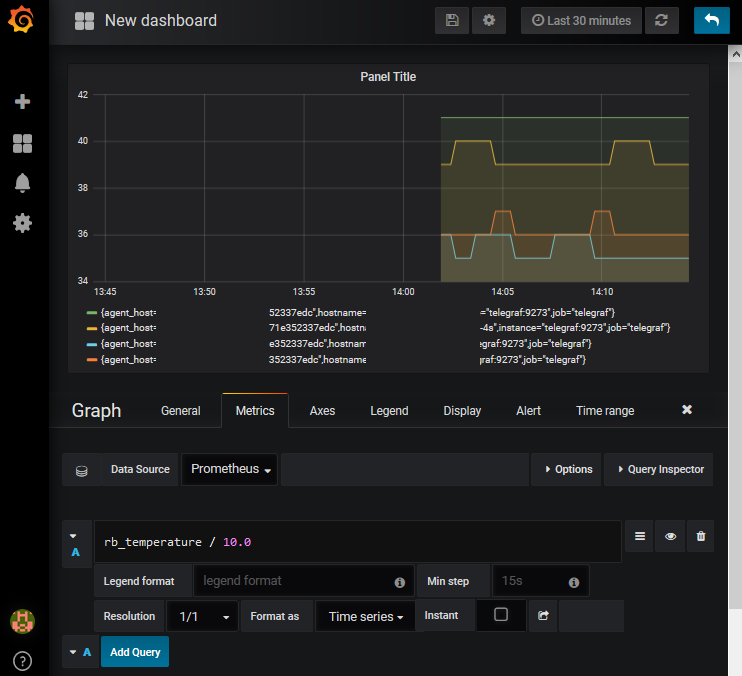 New dashboard
Last 30 minutes
Panel Title
42
40
38
36
34
13:45 13:50 13:55 14:00 14:05 14:10
{agent_host= 52337edc",hostname= ="telegraf:9273",job="telegraf"}
{agent_host= 71e352337edc",hostn -4s",instance="telegraf:9273",job="telegraf"}
{agent_host= e352337edc",hostnam egraf:9273",job="telegraf"}
{agent_host= 352337edc",hostname graf:9273",job="telegraf"}
Graph General Metrics Axes Legend Display Alert Time range
Data Source Prometheus Options Query Inspector
A rb_temperature / 10.0
Legend format legend format Min step 15s
Resolution 1/1 Format as Time series Instant
A Add Query